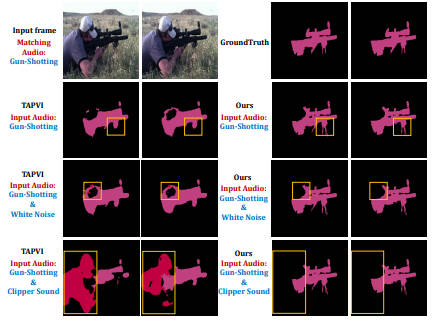 Input frame
Matching
Audio:
Gun-Shotting
GroundTruth
TAPVI
Input Audio:
Gun-Shotting
Ours
Input Audio:
Gun-Shotting
TAPVI
Input Audio:
Gun-Shotting
&
White Noise
Ours
Input Audio:
Gun-Shotting
&
White Noise
TAPVI
Input Audio:
Gun-Shotting
&
Clipper Sound
Ours
Input Audio:
Gun-Shotting
&
Clipper Sound